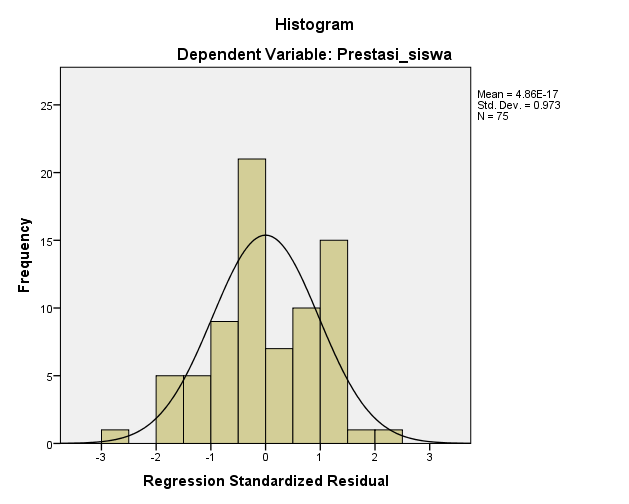 Histogram
Dependent Variable: Prestasi_siswa
Mean = 4.86E-17
Std. Dev. = 0.973
N = 75
Frequency
25
20
15
10
5
0
-3 -2 -1 0 1 2 3
Regression Standardized Residual